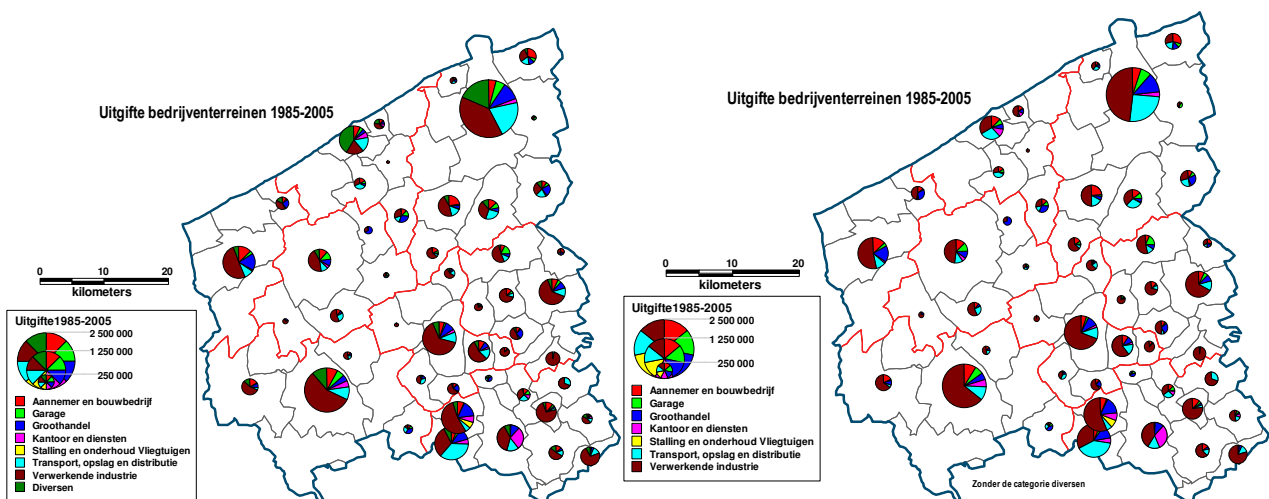 Uitgifte bedrijventerreinen 1985-2005
0 10 20
kilometers
Uitgifte1985-2005
2 500 000
1 250 000
250 000
Aannemer en bouwbedrijf
Garage
Groothandel
Kantoor en diensten
Stalling en onderhoud Vliegtuigen
Transport, opslag en distributie
Verwerkende industrie
Diversen
Uitgifte bedrijventerreinen 1985-2005
0 10 20
kilometers
Uitgifte1985-2005
2 500 000
1 250 000
250 000
Aannemer en bouwbedrijf
Garage
Groothandel
Kantoor en diensten
Stalling en onderhoud Vliegtuigen
Transport, opslag en distributie
Verwerkende industrie
Zonder de categorie diversen